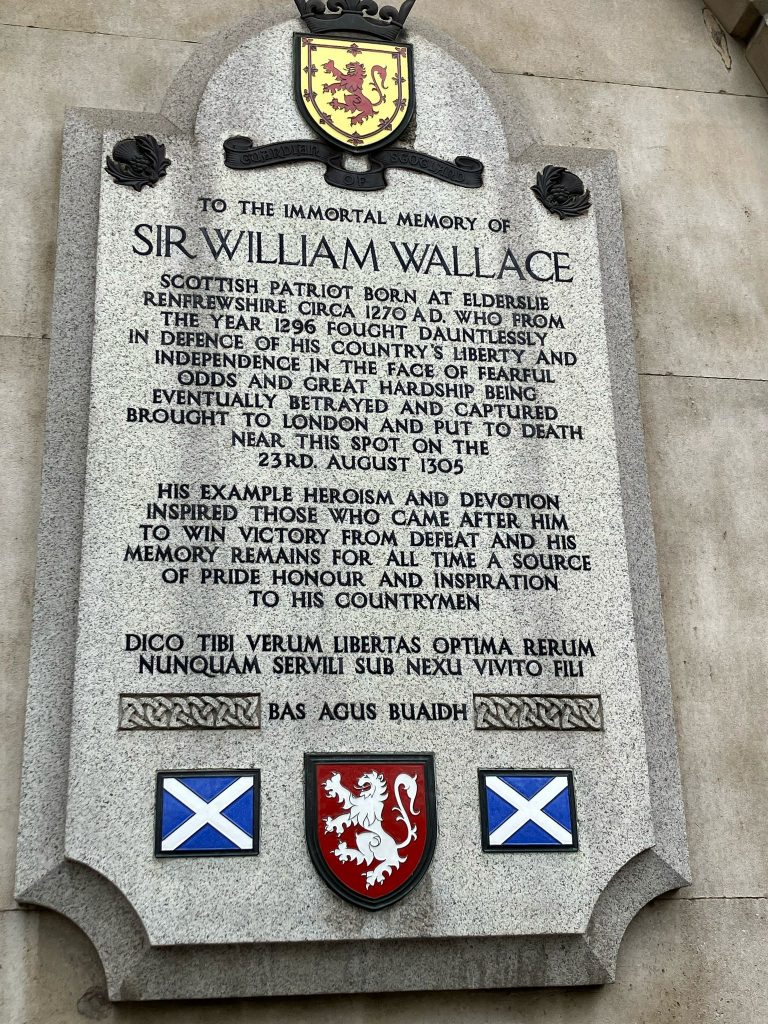 GUARDIAN OF SCOTLAND
TO THE IMMORTAL MEMORY OF
SIR WILLIAM WALLACE
SCOTTISH PATRIOT BORN AT ELDERSLIE
RENFREWSHIRE CIRCA 1270 A.D. WHO FROM
THE YEAR 1296 FOUGHT DAUNTLESSLY
IN DEFENCE OF HIS COUNTRY'S LIBERTY AND
INDEPENDENCE IN THE FACE OF FEARFUL
ODDS AND GREAT HARDSHIP BEING
EVENTUALLY BETRAYED AND CAPTURED
BROUGHT TO LONDON AND PUT TO DEATH
NEAR THIS SPOT ON THE
23RD. AUGUST 1305
HIS EXAMPLE HEROISM AND DEVOTION
INSPIRED THOSE WHO CAME AFTER HIM
TO WIN VICTORY FROM DEFEAT AND HIS
MEMORY REMAINS FOR ALL TIME A SOURCE
OF PRIDE HONOUR AND INSPIRATION
TO HIS COUNTRYMEN
DICO TIBI VERUM LIBERTAS OPTIMA RERUM
NUNQUAM SERVILI SUB NEXU VIVITO FILI
BAS AGUS BUAIDH